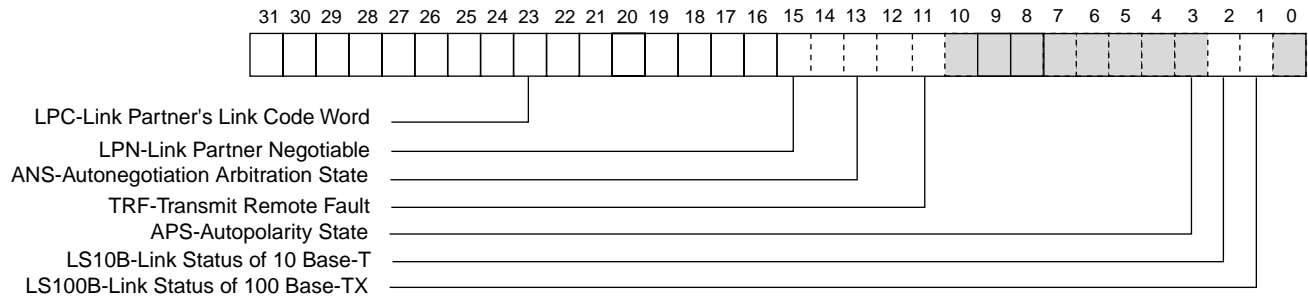 31 30 29 28 27 26 25 24 23 22 21 20 19 18 17 16 15 14 13 12 11 10 9 8 7 6 5 4 3 2 1 0
LPC-Link Partner's Link Code Word
LPN-Link Partner Negotiable
ANS-Autonegotiation Arbitration State
TRF-Transmit Remote Fault
APS-Autopolarity State
LS10B-Link Status of 10 Base-T
LS100B-Link Status of 100 Base-TX